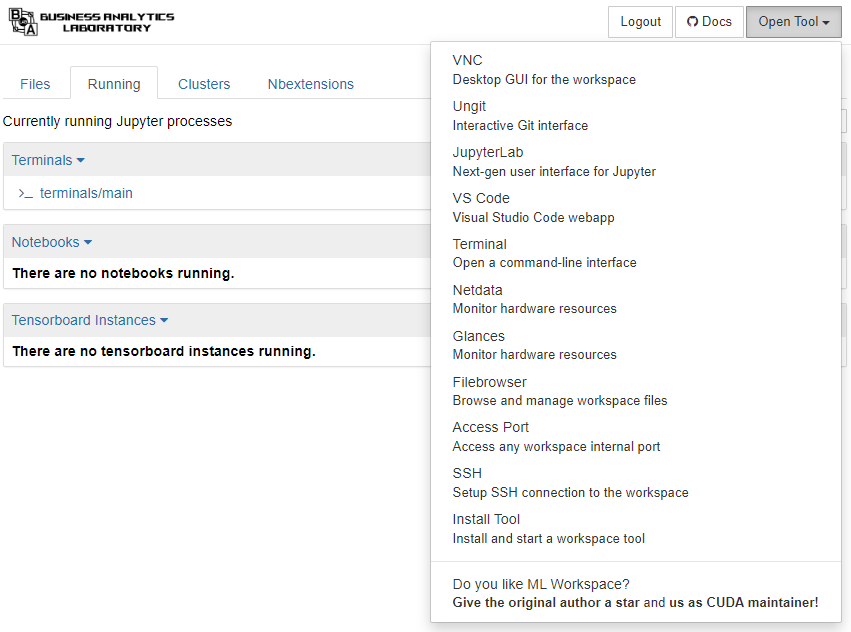 BUSINESS ANALYTICS
LABORATORY
BA
Logout
Docs
Open Tool
Files
Running
Clusters
Nbextensions
Currently running Jupyter processes
Terminals
>_ terminals/main
Notebooks
There are no notebooks running.
Tensorboard Instances
There are no tensorboard instances running.
VNC
Desktop GUI for the workspace
Ungit
Interactive Git interface
JupyterLab
Next-gen user interface for Jupyter
VS Code
Visual Studio Code webapp
Terminal
Open a command-line interface
Netdata
Monitor hardware resources
Glances
Monitor hardware resources
Filebrowser
Browse and manage workspace files
Access Port
Access any workspace internal port
SSH
Setup SSH connection to the workspace
Install Tool
Install and start a workspace tool
Do you like ML Workspace?
Give the original author a star and us as CUDA maintainer!